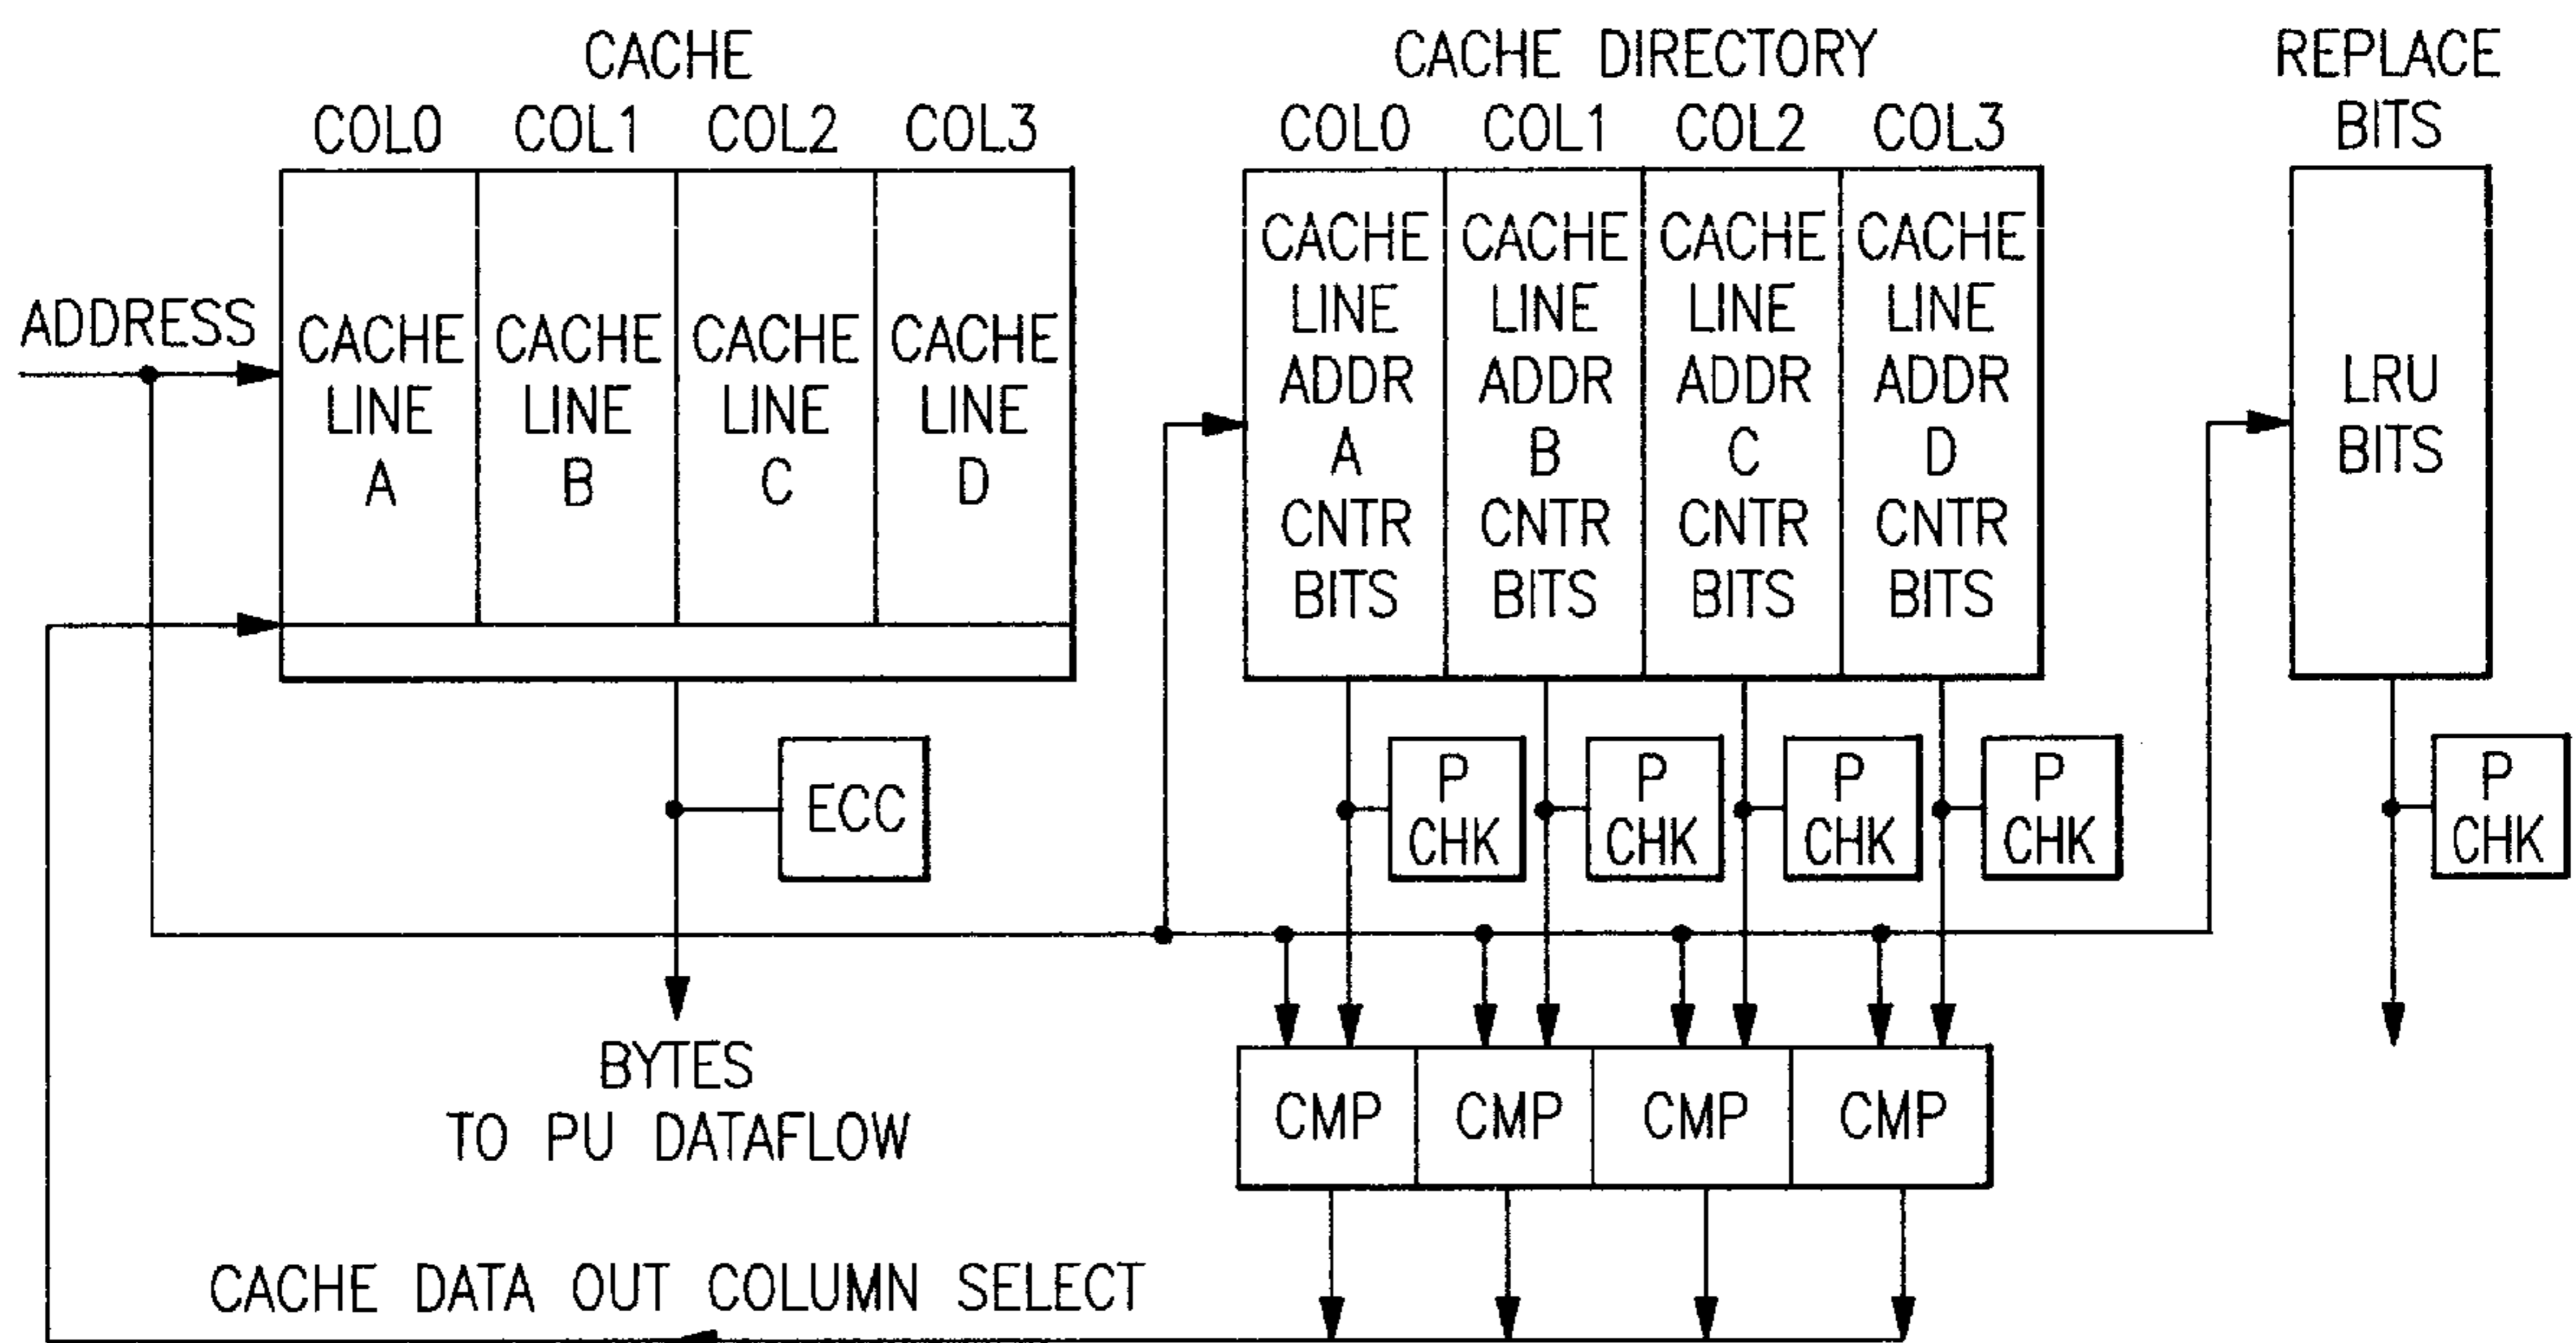 CACHE
COL0 COL1 COL2 COL3
ADDRESS
CACHE LINE A
CACHE LINE B
CACHE LINE C
CACHE LINE D
ECC
BYTES
TO PU DATAFLOW
CACHE DATA OUT COLUMN SELECT
CACHE DIRECTORY
COL0 COL1 COL2 COL3
CACHE LINE ADDR A CNTR BITS
CACHE LINE ADDR B CNTR BITS
CACHE LINE ADDR C CNTR BITS
CACHE LINE ADDR D CNTR BITS
P CHK
P CHK
P CHK
P CHK
CMP CMP CMP CMP
REPLACE
BITS
LRU
BITS
P
CHK